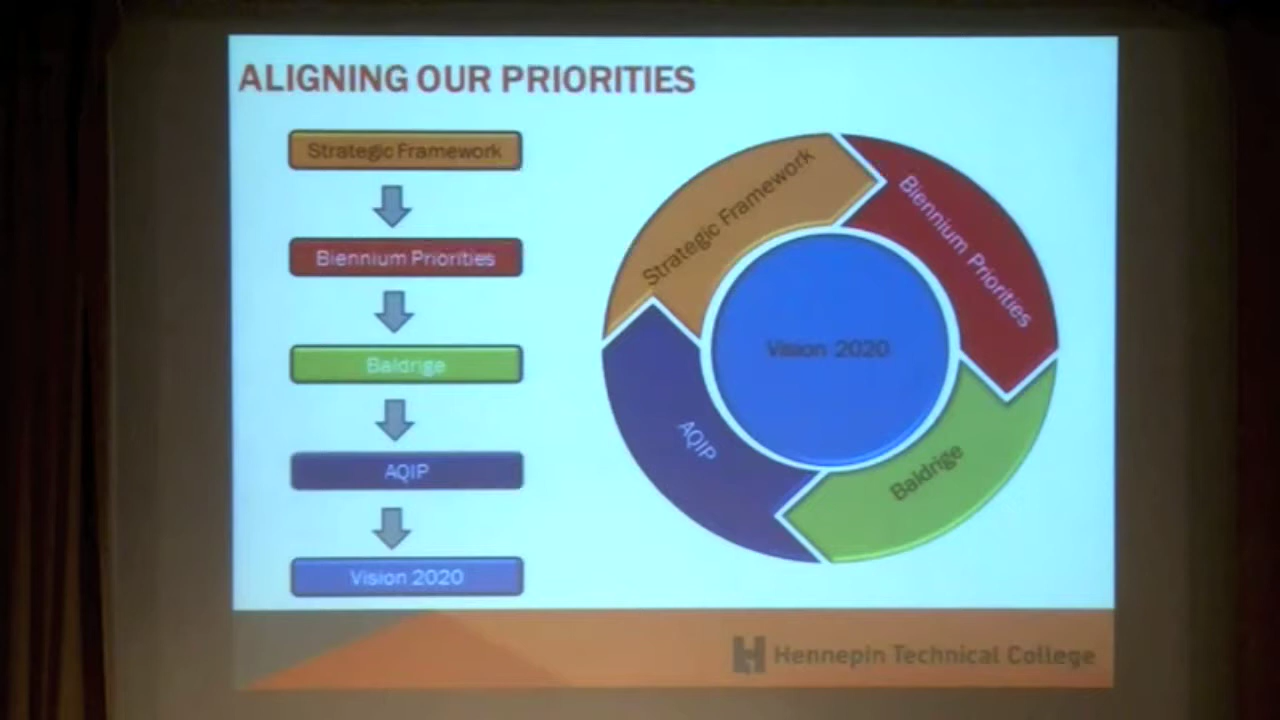 ALIGNING OUR PRIORITIES
Strategic Framework
Biennium Priorities
Baldrige
AQIP
Vision 2020
Strategic Framework
Biennium Priorities
Vision 2020
AQIP
Baldrige
Hennepin Technical College